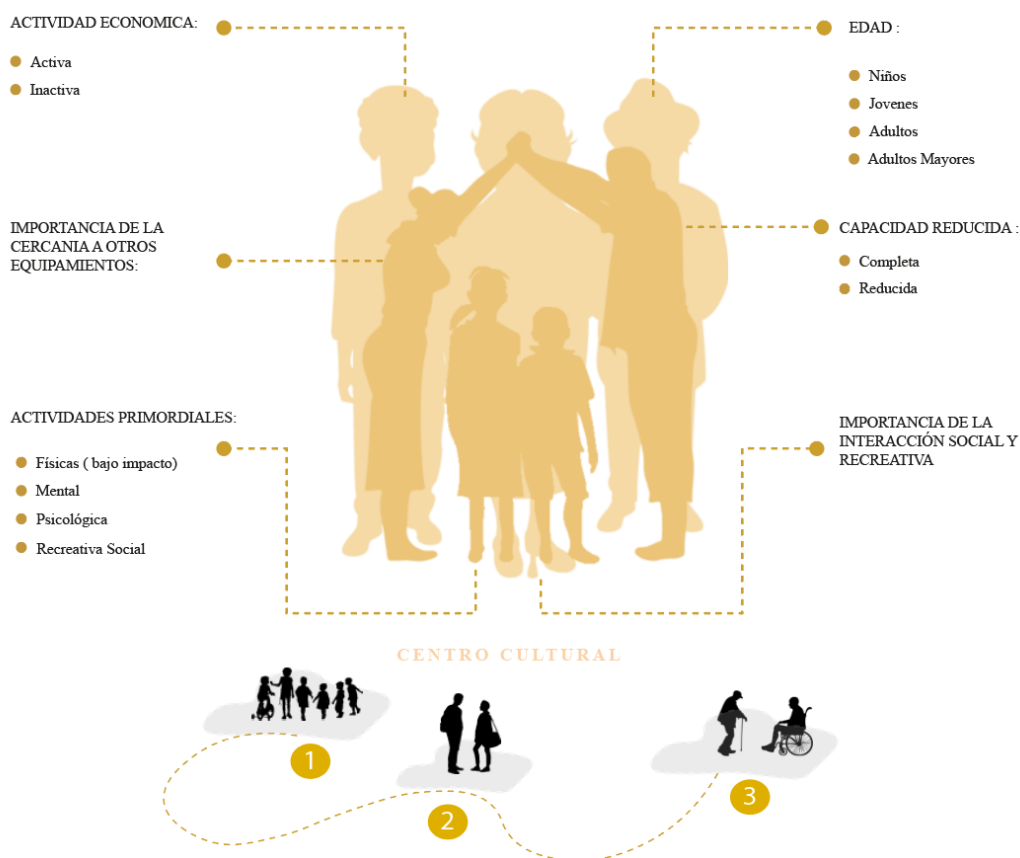 ACTIVIDAD ECONOMICA:
Activa
Inactiva
EDAD :
Niños
Jovenes
Adultos
Adultos Mayores
IMPORTANCIA DE LA
CERCANIA A OTROS
EQUIPAMIENTOS:
CAPACIDAD REDUCIDA :
Completa
Reducida
ACTIVIDADES PRIMORDIALES:
Físicas ( bajo impacto)
Mental
Psicológica
Recreativa Social
IMPORTANCIA DE LA
INTERACCIÓN SOCIAL Y
RECREATIVA
CENTRO CULTURAL
1
2
3